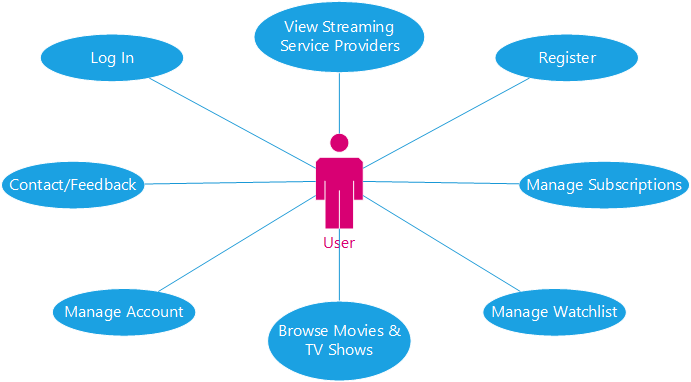 View Streaming
Service Providers
Log In
Register
Contact/Feedback
Manage Subscriptions
User
Manage Account
Manage Watchlist
Browse Movies &
TV Shows